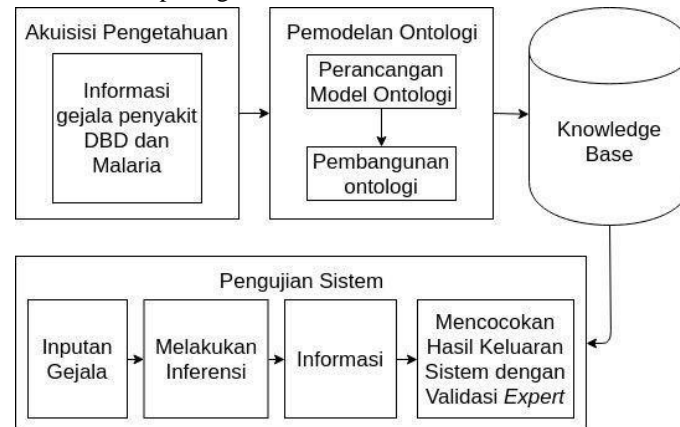 Akuisisi Pengetahuan
Informasi
gejala penyakit
DBD dan
Malaria
Pemodelan Ontologi
Perancangan
Model Ontologi
Pembangunan
ontologi
Knowledge
Base
Pengujian Sistem
Inputan
Gejala
Melakukan
Inferensi
Informasi
Mencocokan
Hasil Keluaran
Sistem dengan
Validasi Expert